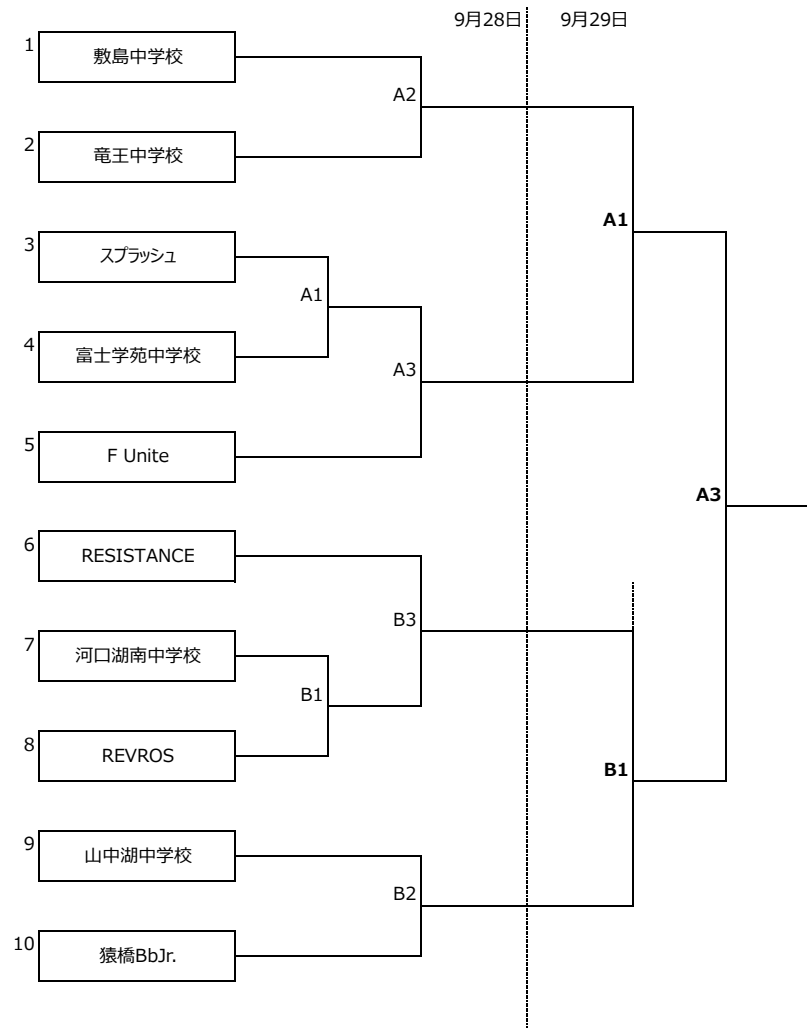 9月28日 9月29日
1 敷島中学校
A2
2 竜王中学校
A1
3 スプラッシュ
A1
4 富士学苑中学校
A3
5 F Unite
A3
6 RESISTANCE
B3
7 河口湖南中学校
B1
8 REVROS
B1
9 山中湖中学校
B2
10 猿橋BbJr.